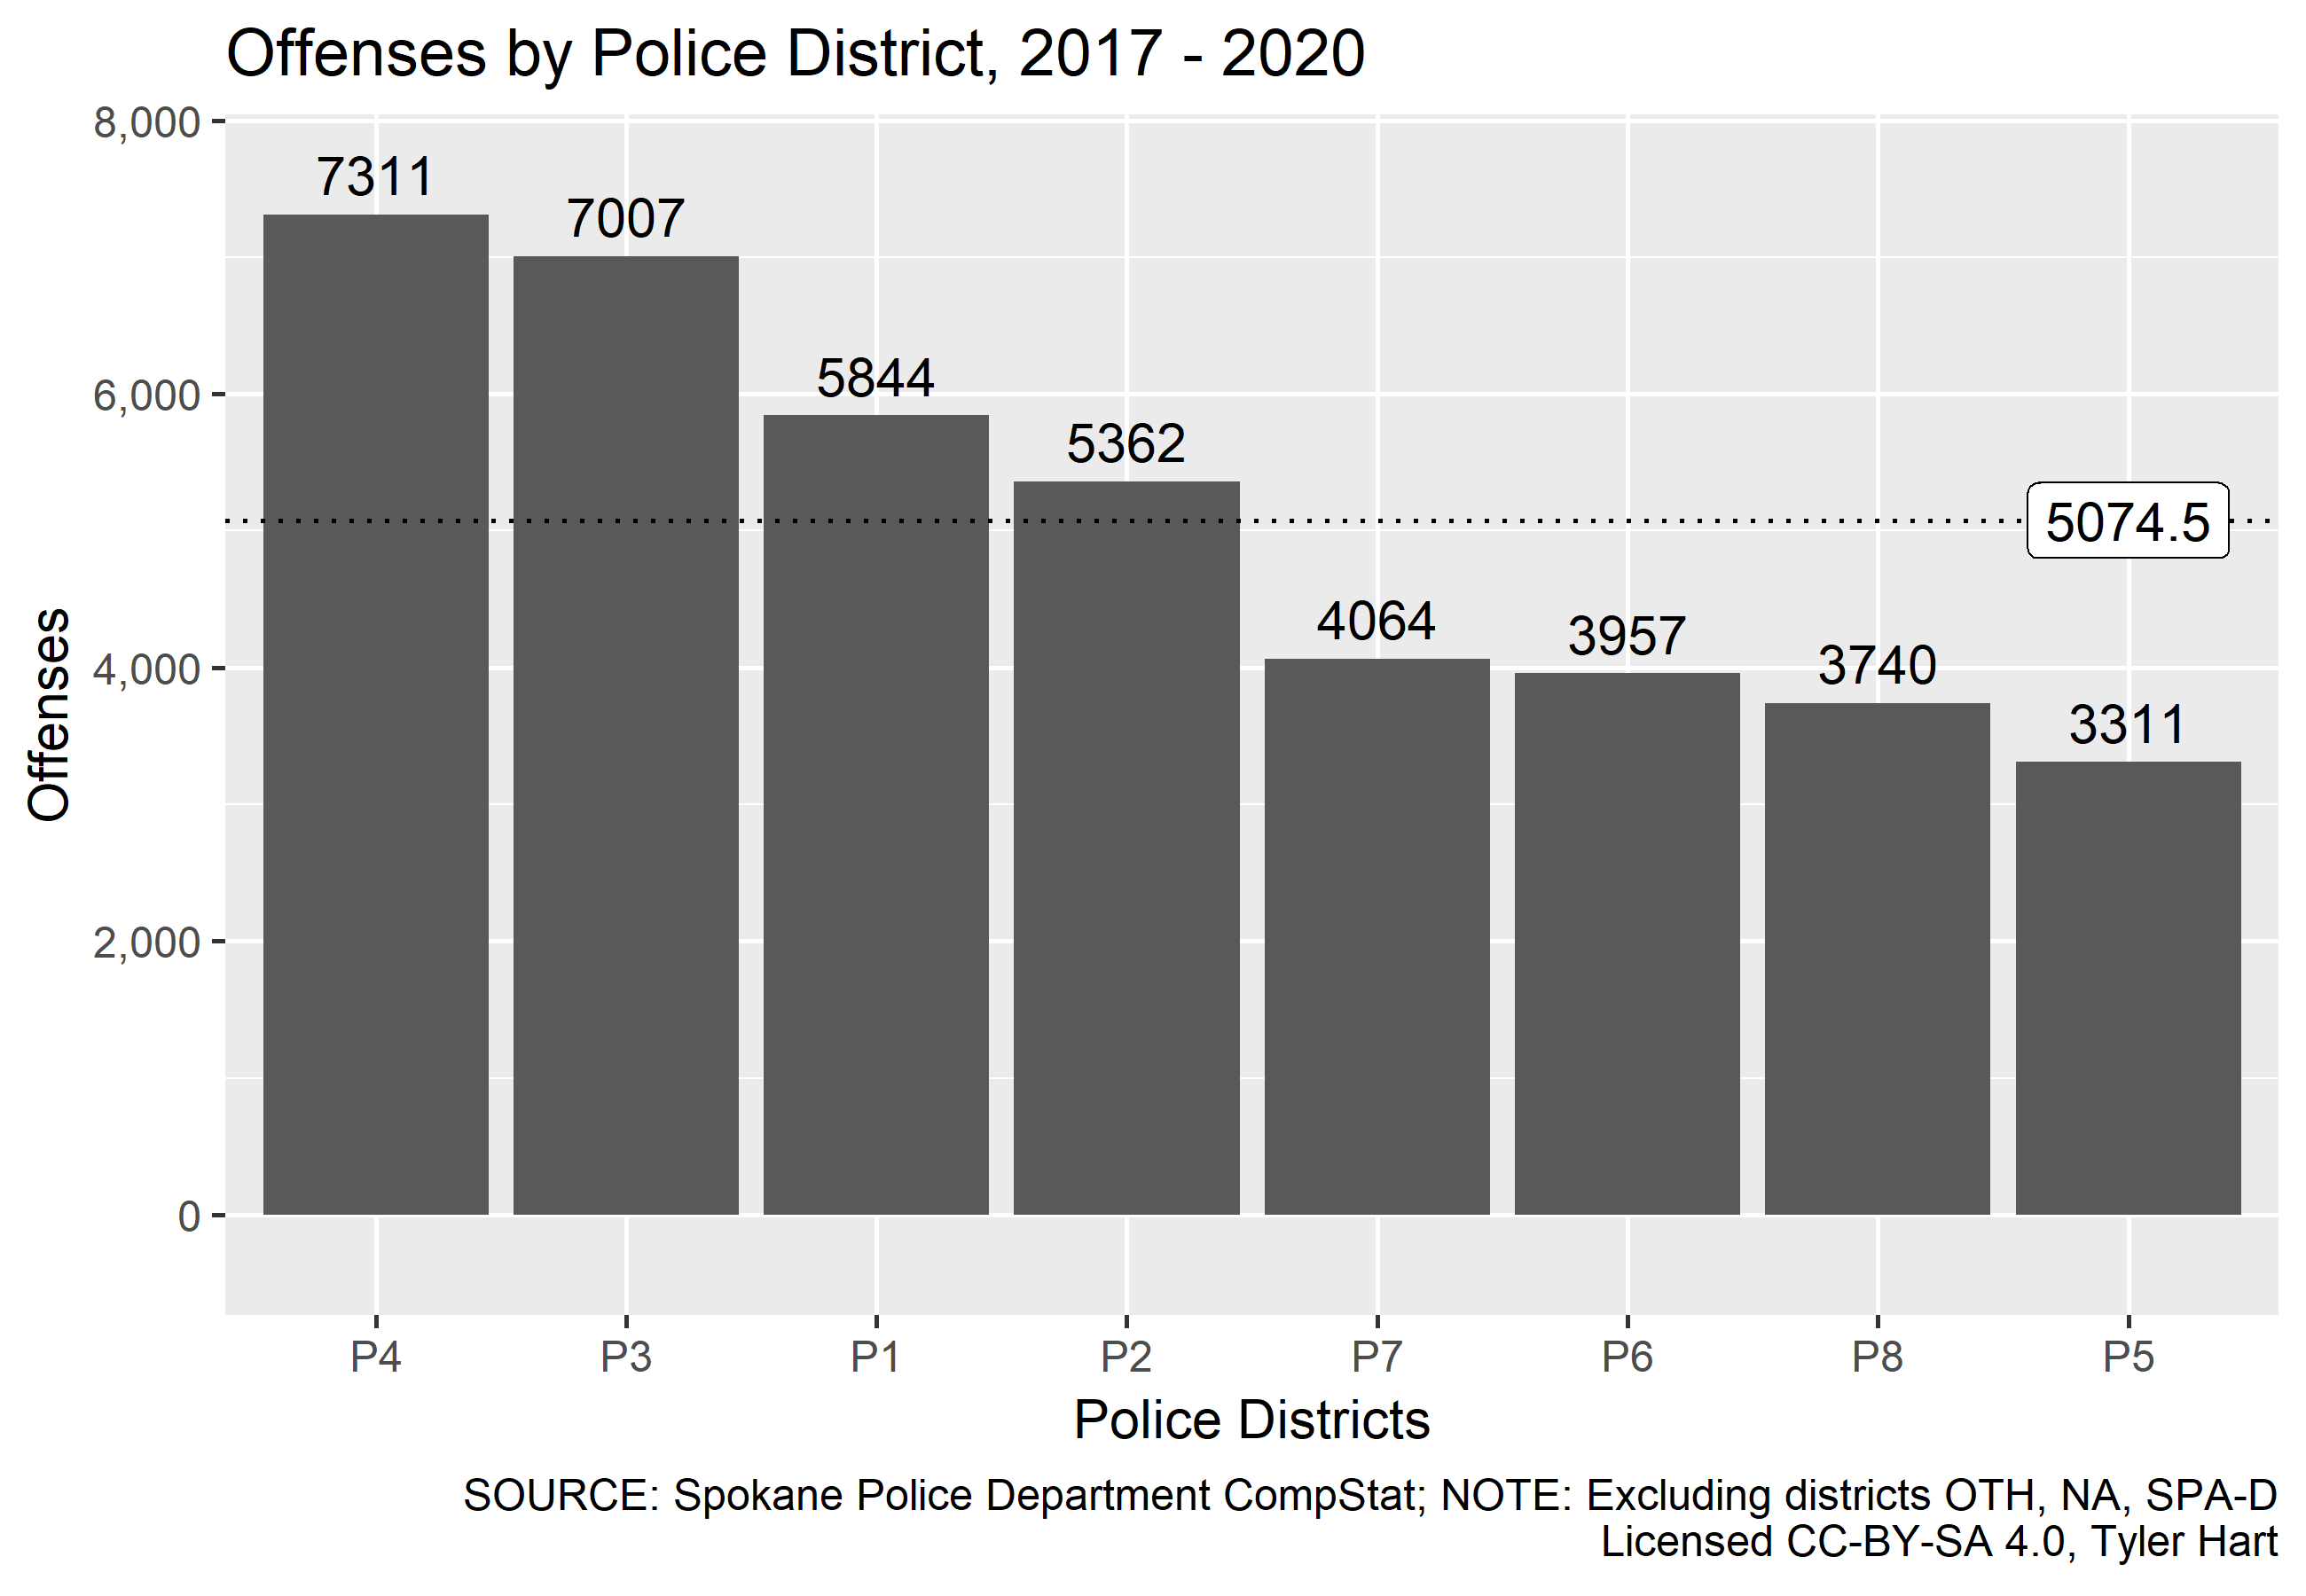 Offenses by Police District, 2017 - 2020
8,000
6,000
4,000
2,000
0
Offenses
7311
7007
5844
5362
4064
3957
3740
3311
5074.5
P4 P3 P1 P2 P7 P6 P8 P5
Police Districts
SOURCE: Spokane Police Department CompStat; NOTE: Excluding districts OTH, NA, SPA-D
Licensed CC-BY-SA 4.0, Tyler Hart